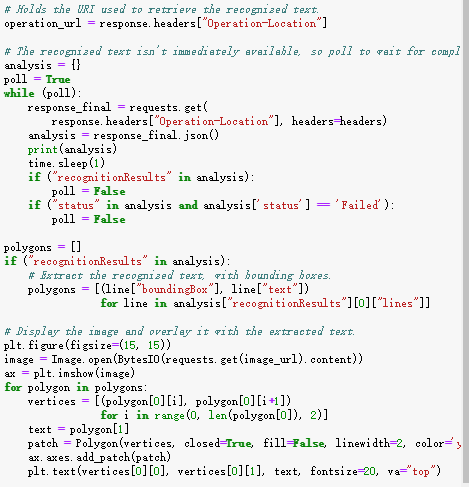 # Holds the URI used to retrieve the recognized text.
operation_url = response.headers["Operation-Location"]

# The recognized text isn't immediately available, so poll to wait for compl
analysis = {}
poll = True
while (poll):
    response_final = requests.get(
        response.headers["Operation-Location"], headers=headers)
    analysis = response_final.json()
    print(analysis)
    time.sleep(1)
    if ("recognitionResults" in analysis):
        poll = False
    if ("status" in analysis and analysis['status'] == 'Failed'):
        poll = False

polygons = []
if ("recognitionResults" in analysis):
    # Extract the recognized text, with bounding boxes.
    polygons = [(line["boundingBox"], line["text"])
                for line in analysis["recognitionResults"][0]["lines"]]

# Display the image and overlay it with the extracted text.
plt.figure(figsize=(15, 15))
image = Image.open(BytesIO(requests.get(image_url).content))
ax = plt.imshow(image)
for polygon in polygons:
    vertices = [(polygon[0][i], polygon[0][i+1])
                for i in range(0, len(polygon[0]), 2)]
    text = polygon[1]
    patch = Polygon(vertices, closed=True, fill=False, linewidth=2, color='y
    ax.axes.add_patch(patch)
    plt.text(vertices[0][0], vertices[0][1], text, fontsize=20, va="top")